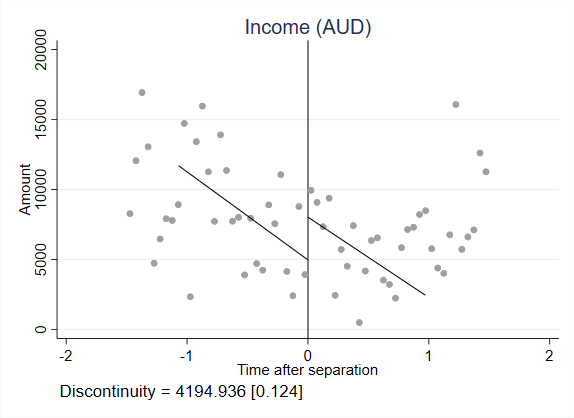 Income (AUD)
20000
15000
10000
5000
0
Amount
-2
-1
0
1
2
Time after separation
Discontinuity = 4194.936 [0.124]